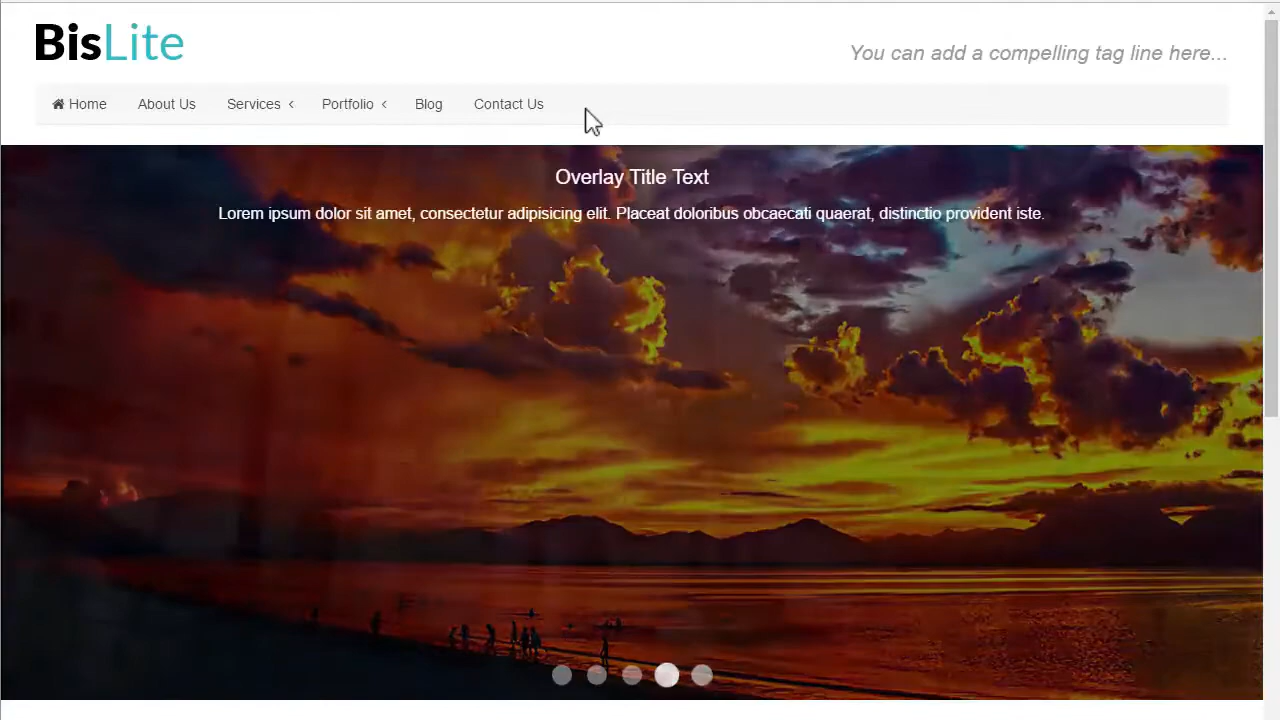 BisLite
You can add a compelling tag line here...
Home About Us Services Portfolio Blog Contact Us
Overlay Title Text
Lorem ipsum dolor sit amet, consectetur adipisicing elit. Placeat doloribus obcaecati quaerat, distinctio provident iste.